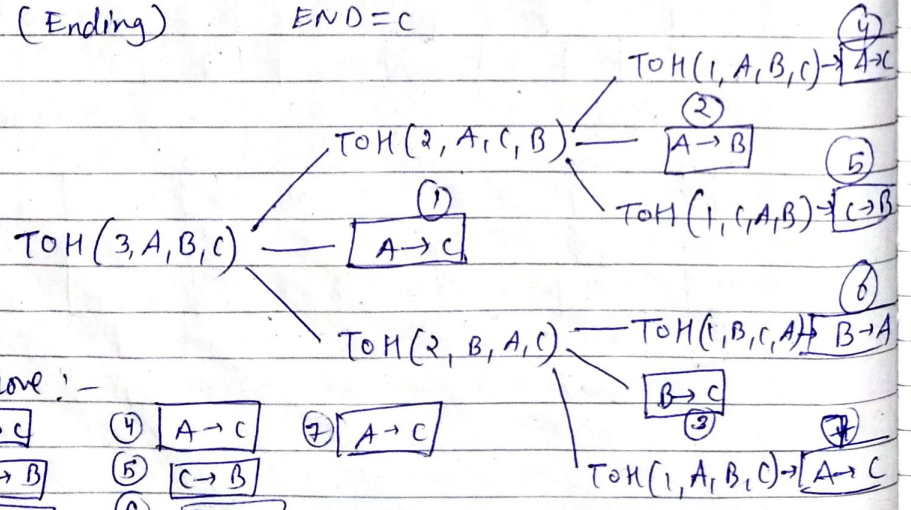 (Ending) END = C
④
TOH(1, A, B, C) → A→C
②
TOH(2, A, C, B) A → B
⑤
①
TOH(1, C, A, B) → C→B
TOH(3, A, B, C) A → C
⑥
TOH(2, B, A, C) TOH(1, B, C, A) → B→A
ove :- B→C
③ ⑦
C ④ A → C ⑦ A → C
TOH(1, A, B, C) → A → C
→ B ⑤ C → B